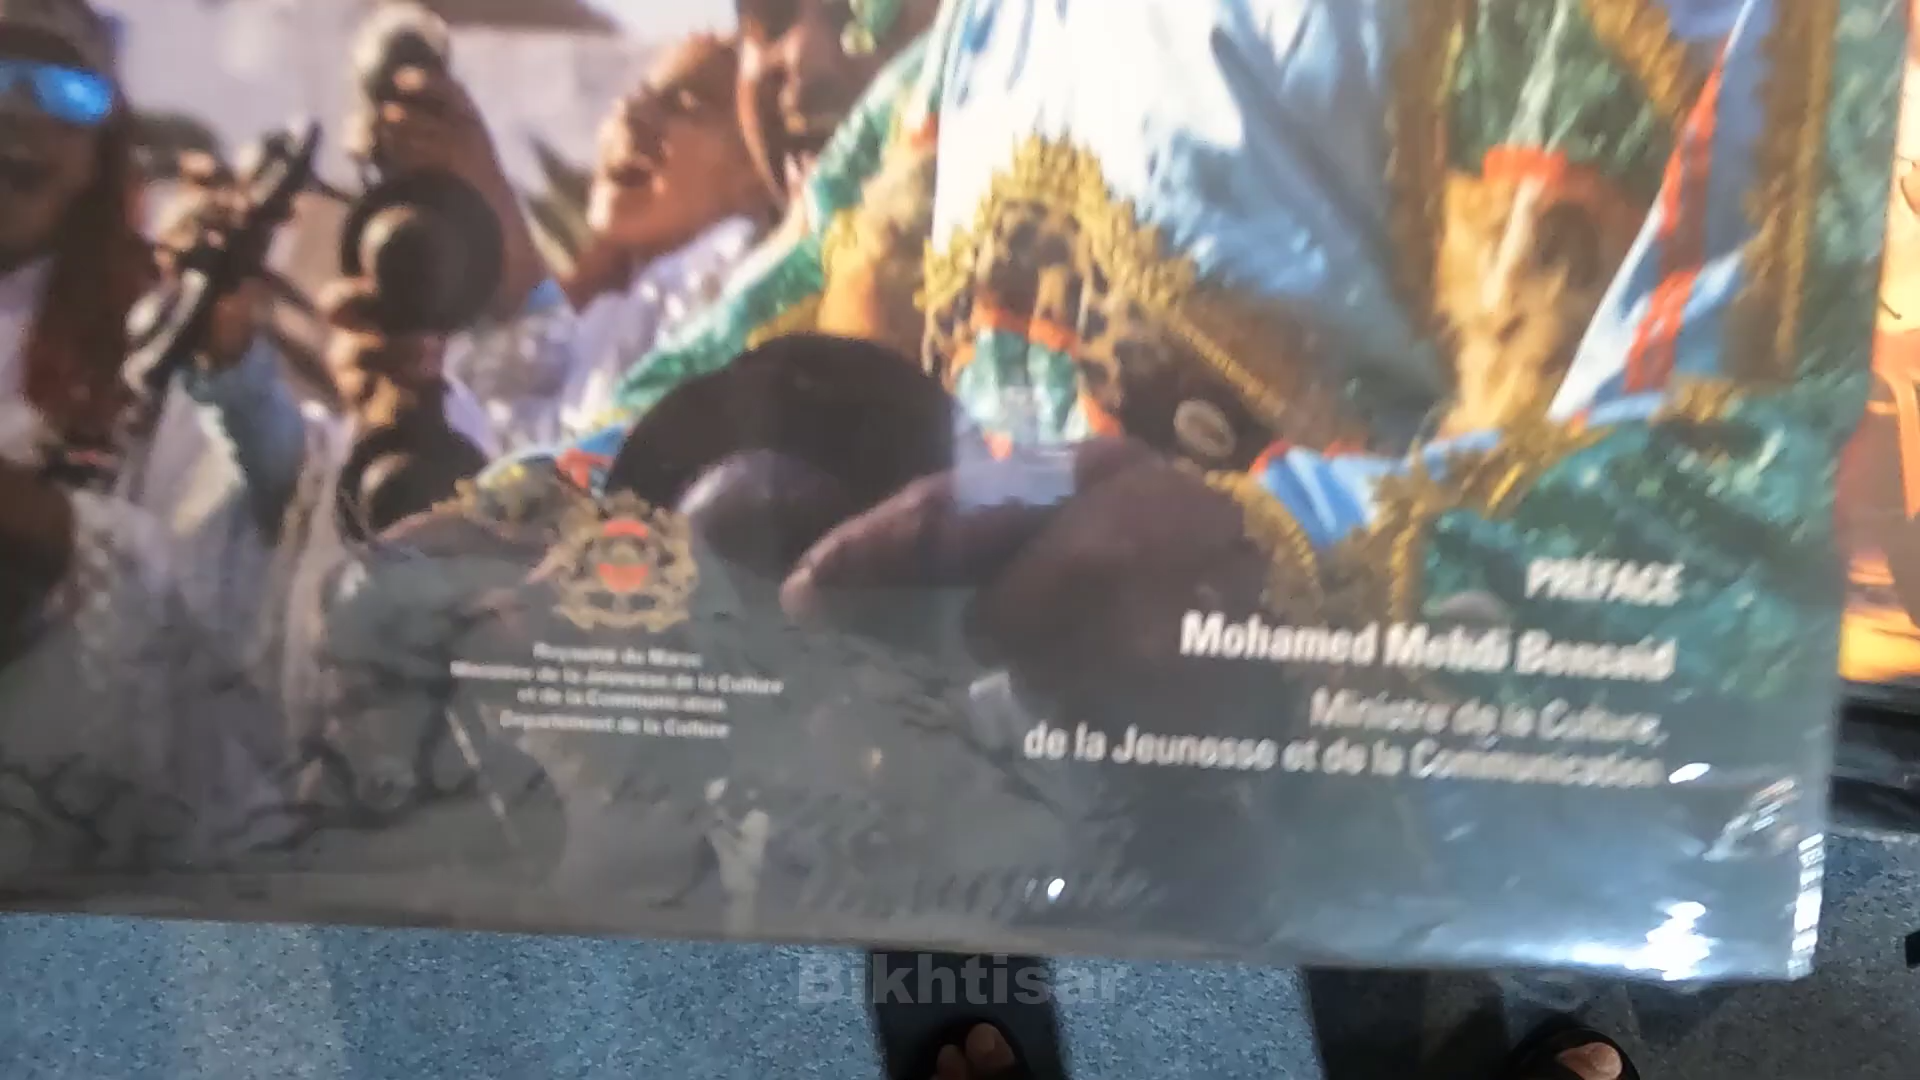 Royaume du Maroc
Ministère de la Jeunesse de la Culture
et de la Communication
Département de la Culture
PRÉFACE
Mohamed Mehdi Bensaid
Ministre de la Culture,
de la Jeunesse et de la Communication
Bikhtisar